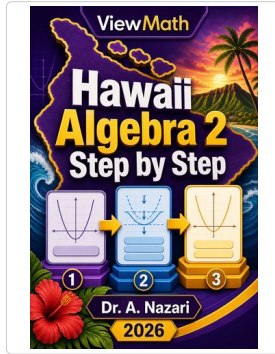 ViewMath
Hawaii
Algebra 2
Step by Step
1
2
3
Dr. A. Nazari
2026